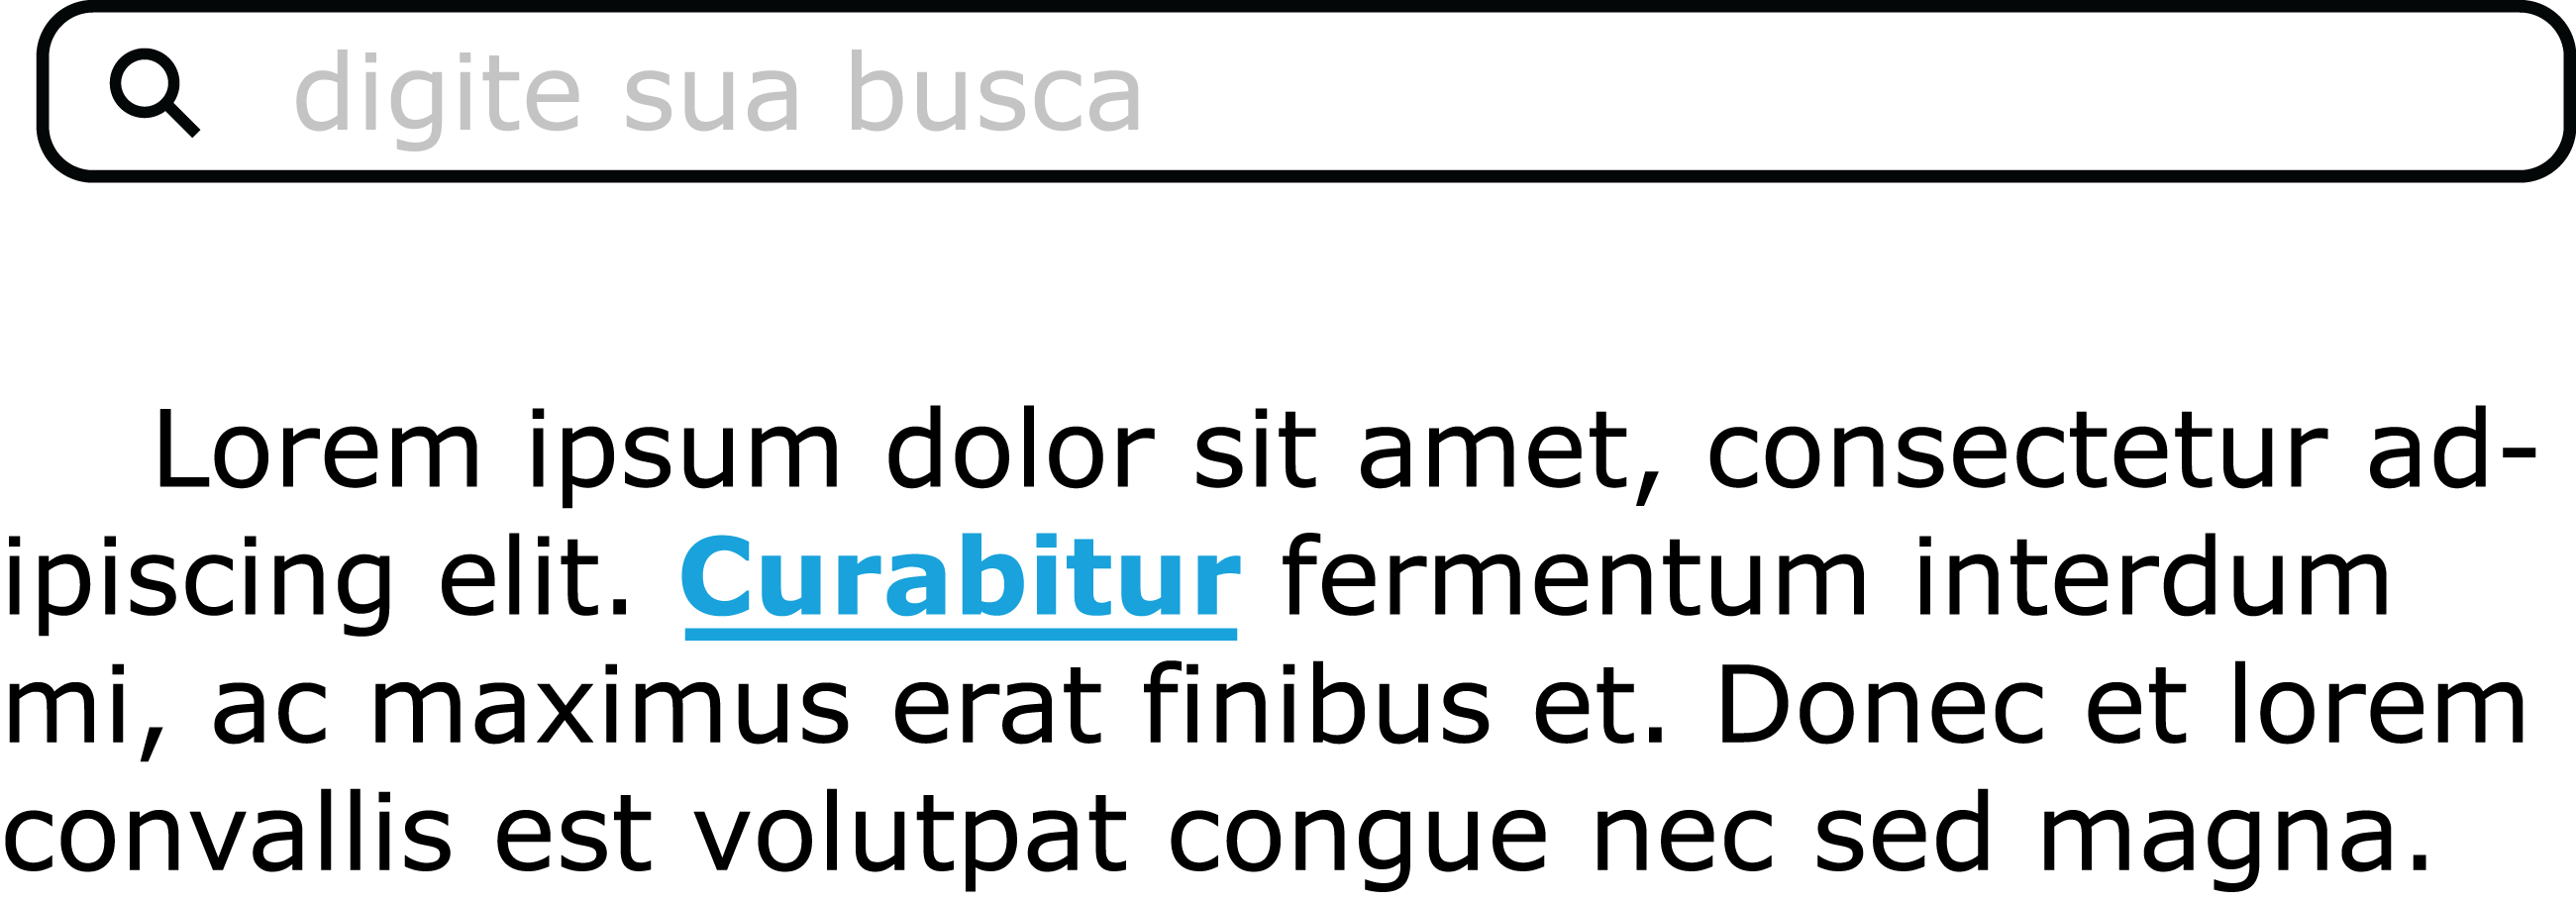 digite sua busca
Lorem ipsum dolor sit amet, consectetur ad-
ipiscing elit. Curabitur fermentum interdum
mi, ac maximus erat finibus et. Donec et lorem
convallis est volutpat congue nec sed magna.